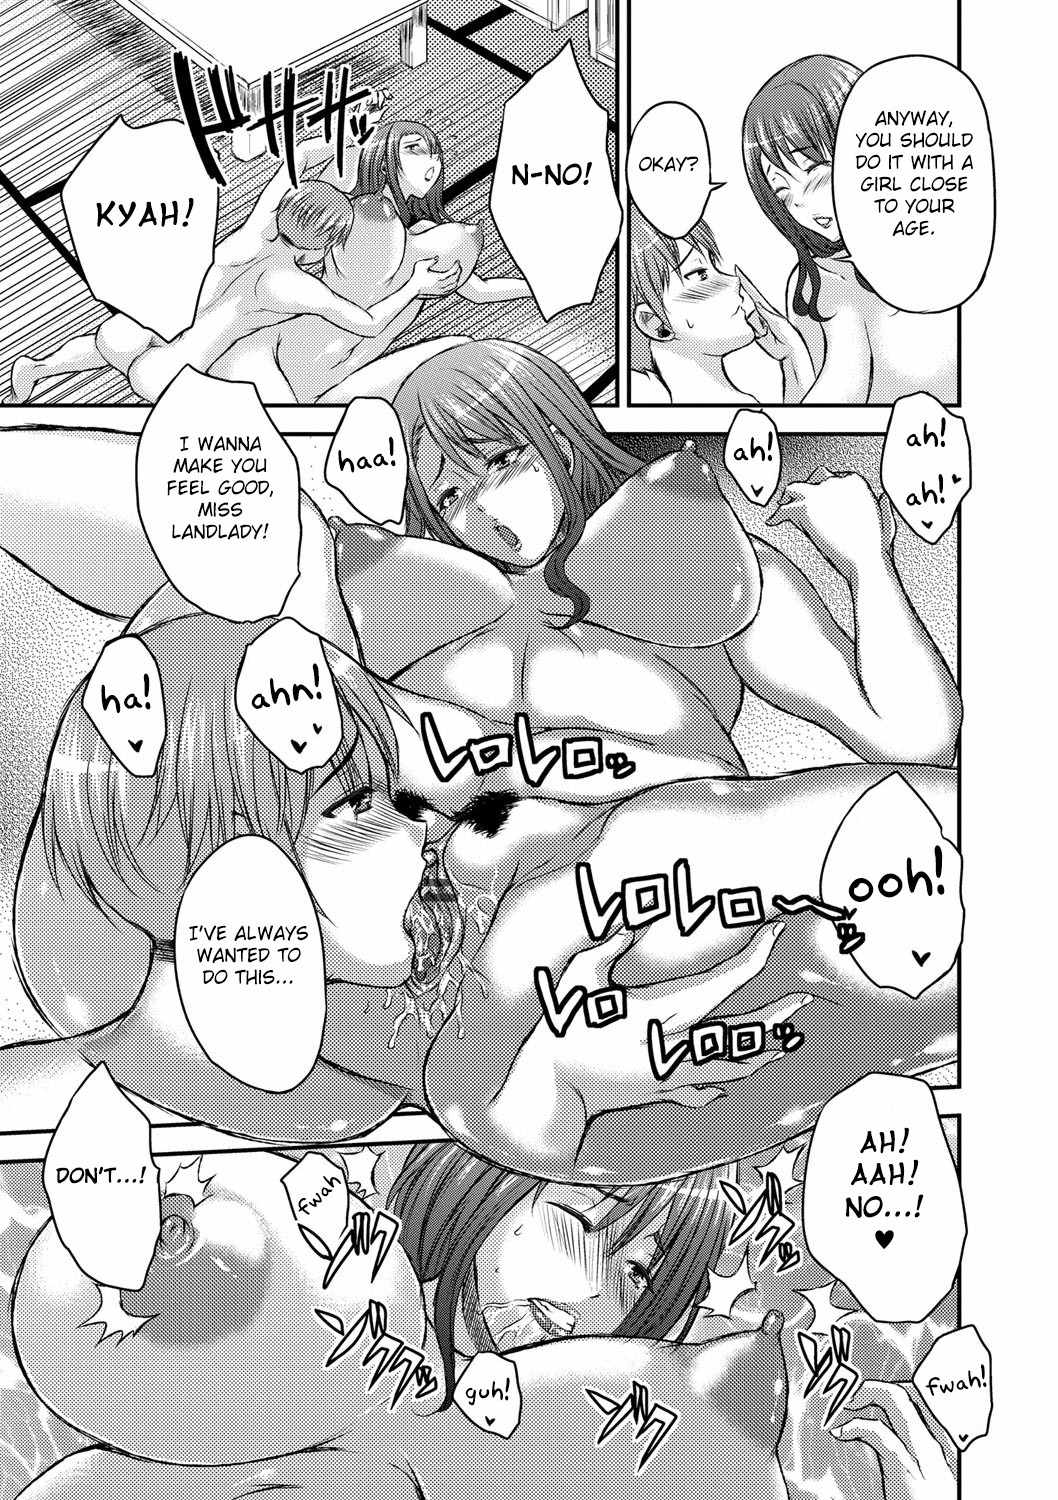 ANYWAY,
YOU SHOULD
DO IT WITH A
GIRL CLOSE
TO YOUR
AGE.
OKAY?
N-NO!
ドサササッ
KYAH!
I WANNA
MAKE YOU
FEEL GOOD,
MISS
LANDLADY!
ah!
ah!
ah!
haa!
ahn!
ha!
レロレロ
レロレロ〜
レロ
レロロッ
ooh!
I'VE ALWAYS
WANTED TO
DO THIS...
AH!
AAH!
NO...!
fwah
DON'T...!
guh!
fwah!